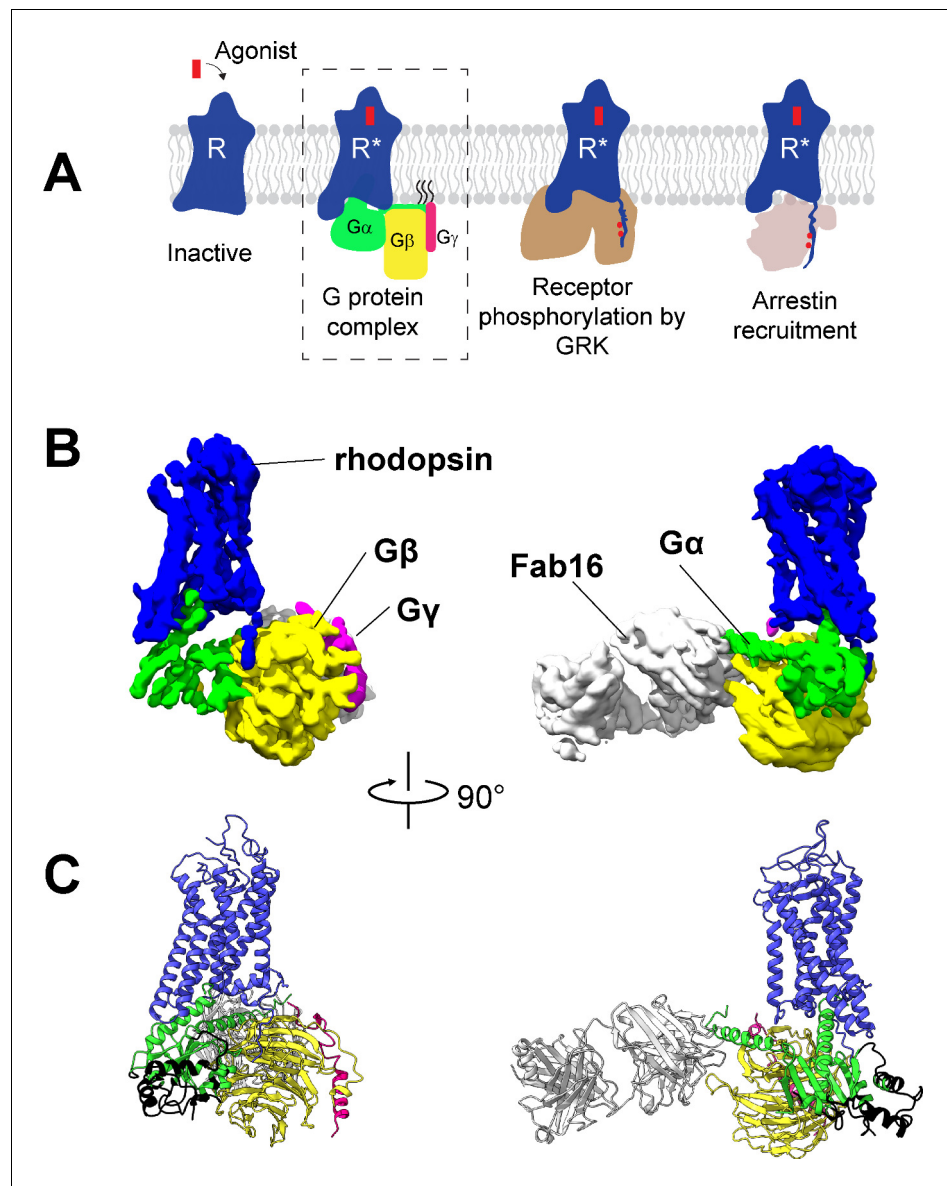 A
Agonist
R
R*
R*
R*
Gα
Gβ
Gγ
Inactive
G protein
complex
Receptor
phosphorylation by
GRK
Arrestin
recruitment
B
rhodopsin
Gβ
Gγ
Fab16
Gα
90°
C